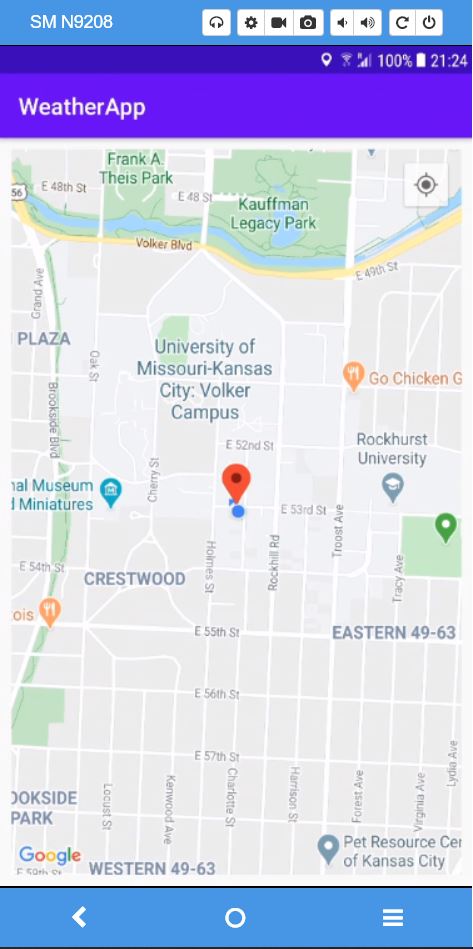 SM N9208
100% 21:24
WeatherApp
Frank A.
Theis Park
56
E 48th St
E 48 St
Kauffman
Legacy Park
Volker Blvd
E 49th St
Grand Ave
PLAZA
Oak St
University of
Missouri-Kansas
City: Volker
Campus
Go Chicken G
Brookside Blvd
E 52nd St
Rockhurst
University
Cherry St
nal Museum
d Miniatures
E 53rd St
Troost Ave
Holmes St
Rockhill Rd
Tracy Ave
E 54th St
CRESTWOOD
ois
E 55th St
EASTERN 49-63
E 56th St
E 57th St
Lydia Ave
OOKSIDE
PARK
Locust St
Kenwood Ave
Charlotte St
Harrison St
Forest Ave
Virginia Ave
Pet Resource Cer
of Kansas City
Google
E 59th St
WESTERN 49-63